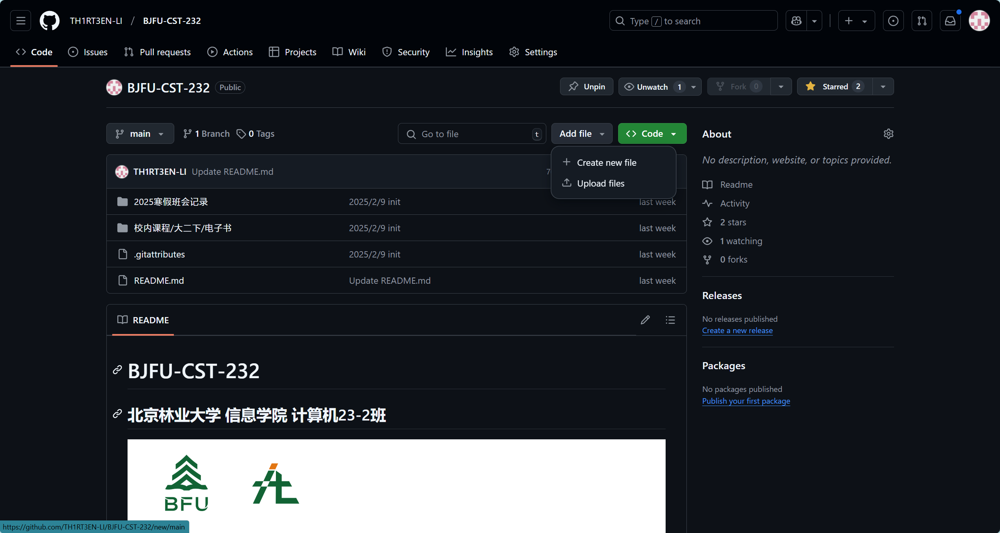 TH1RT3EN-LI / BJFU-CST-232
Type / to search
Code Issues Pull requests Actions Projects Wiki Security Insights Settings
BJFU-CST-232 Public
Unpin Unwatch 1 Fork 0 Starred 2
main 1 Branch 0 Tags
Go to file t Add file Code
Create new file
Upload files
TH1RT3EN-LI Update README.md 7
2025寒假班会记录 2025/2/9 init last week
校内课程/大二下/电子书 2025/2/9 init last week
.gitattributes 2025/2/9 init last week
README.md Update README.md last week
README
BJFU-CST-232
北京林业大学 信息学院 计算机23-2班
BFU
About
No description, website, or topics provided.
Readme
Activity
2 stars
1 watching
0 forks
Releases
No releases published
Create a new release
Packages
No packages published
Publish your first package
https://github.com/TH1RT3EN-LI/BJFU-CST-232/new/main